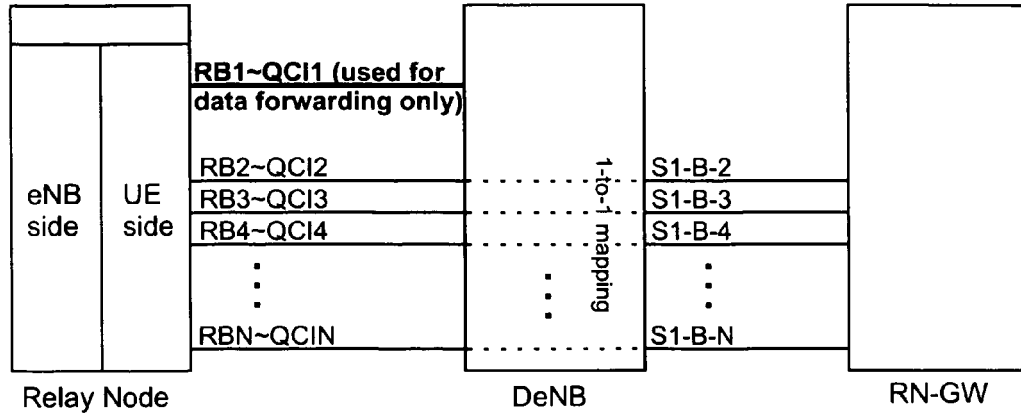 RB1~QCI1 (used for
data forwarding only)
RB2~QCI2
RB3~QCI3
RB4~QCI4
RBN~QCIN
eNB
side
UE
side
1-to-1 mapping
S1-B-2
S1-B-3
S1-B-4
S1-B-N
Relay Node
DeNB
RN-GW